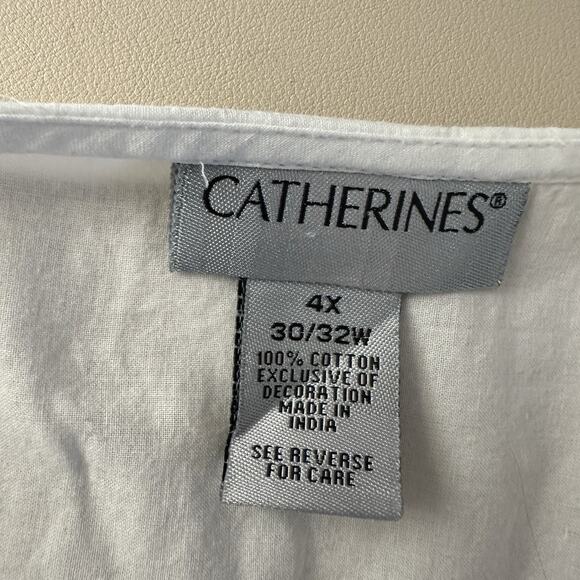 CATHERINES®
4X
30/32W
100% COTTON
EXCLUSIVE OF
DECORATION
MADE IN
INDIA
SEE REVERSE
FOR CARE